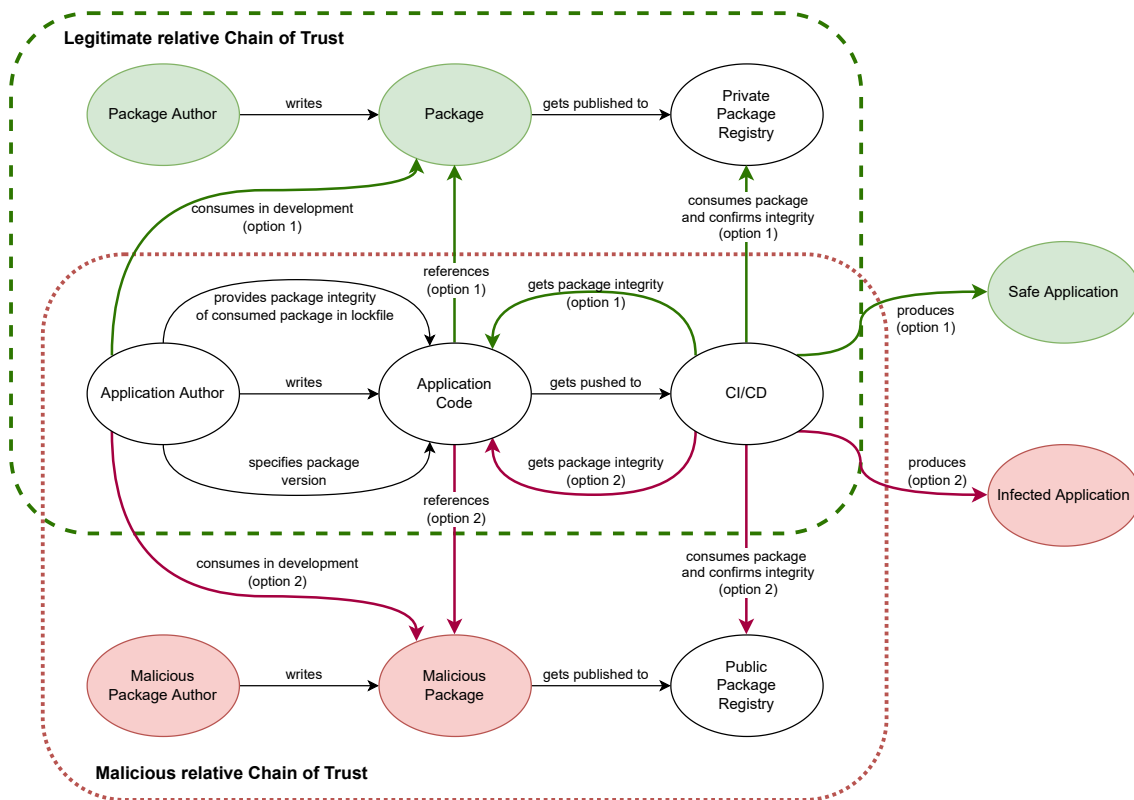 Legitimate relative Chain of Trust
Package Author
writes
Package
gets published to
Private
Package
Registry
consumes in development
(option 1)
references
(option 1)
consumes package
and confirms integrity
(option 1)
provides package integrity
of consumed package in lockfile
gets package integrity
(option 1)
Safe Application
produces
(option 1)
Application Author
writes
Application
Code
gets pushed to
CI/CD
specifies package
version
references
(option 2)
gets package integrity
(option 2)
produces
(option 2)
Infected Application
consumes in development
(option 2)
consumes package
and confirms integrity
(option 2)
Malicious
Package Author
writes
Malicious
Package
gets published to
Public
Package
Registry
Malicious relative Chain of Trust